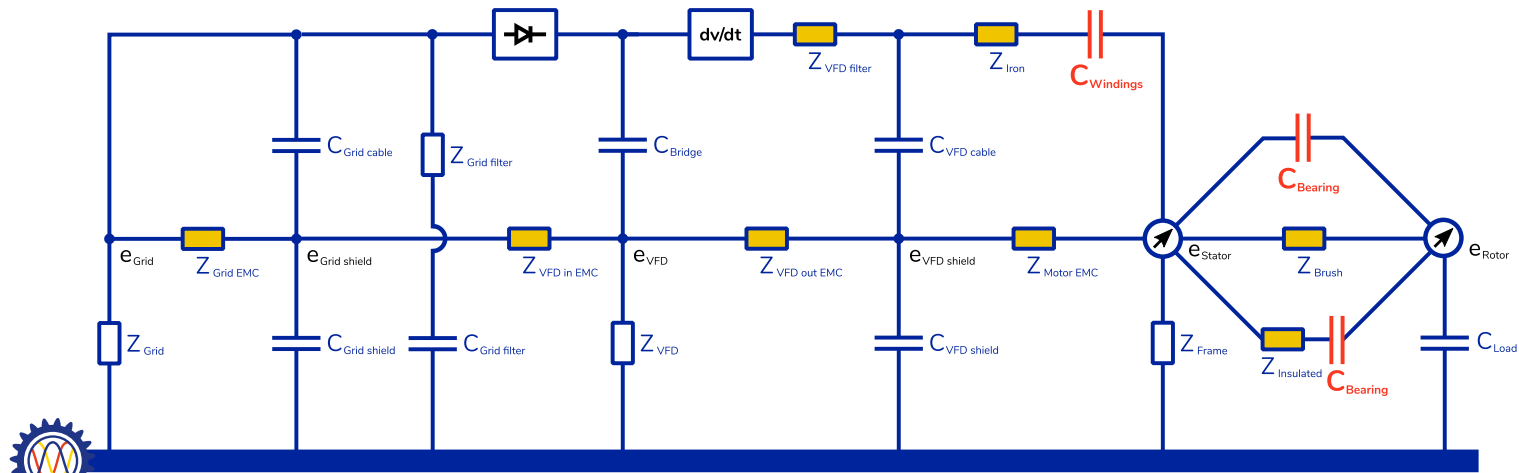 dv/dt
Z VFD filter
Z Iron
C Windings
C Grid cable
Z Grid filter
C Bridge
C VFD cable
C Bearing
e Grid
Z Grid EMC
e Grid shield
Z VFD in EMC
e VFD
Z VFD out EMC
e VFD shield
Z Motor EMC
e Stator
Z Brush
e Rotor
Z Grid
C Grid shield
C Grid filter
Z VFD
C VFD shield
Z Frame
Z Insulated
C Bearing
C Load